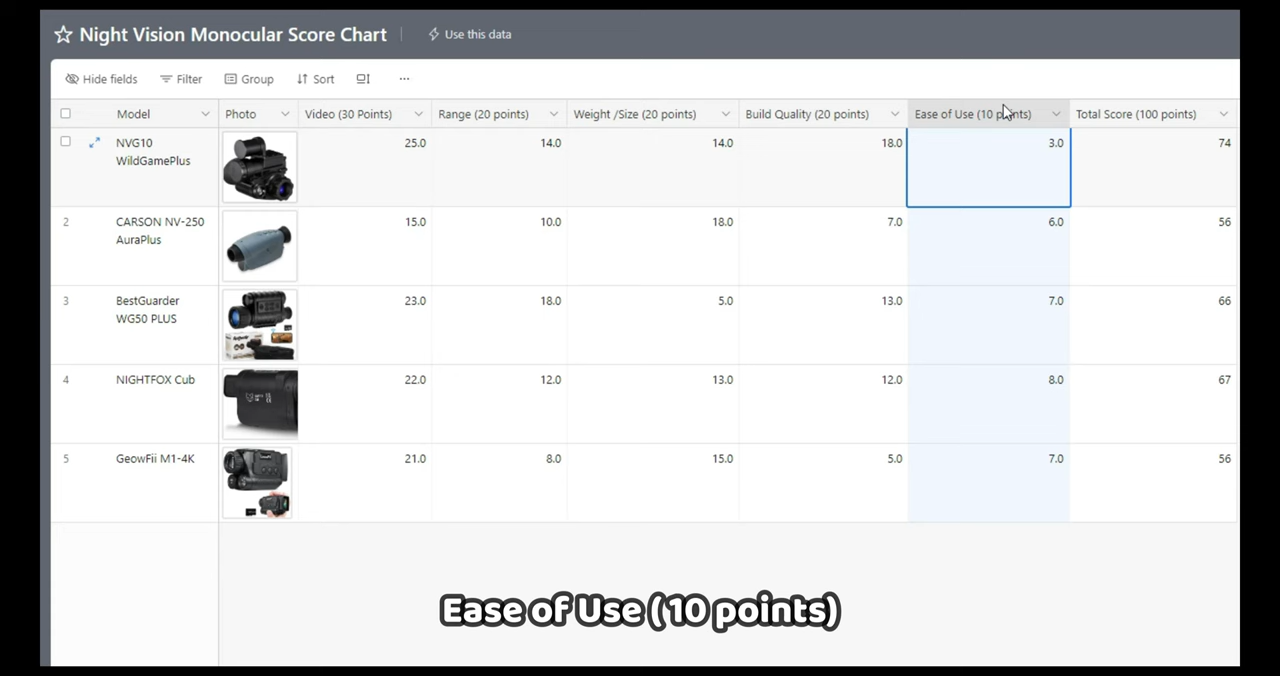 Night Vision Monocular Score Chart
Use this data
Hide fields Filter Group Sort ...
Model Photo Video (30 Points) Range (20 points) Weight /Size (20 points) Build Quality (20 points) Ease of Use (10 points) Total Score (100 points)
NVG10 WildGamePlus 25.0 14.0 14.0 18.0 3.0 74
2 CARSON NV-250 AuraPlus 15.0 10.0 18.0 7.0 6.0 56
3 BestGuarder WG50 PLUS 23.0 18.0 5.0 13.0 7.0 66
4 NIGHTFOX Cub 22.0 12.0 13.0 12.0 8.0 67
5 GeowFii M1-4K 21.0 8.0 15.0 5.0 7.0 56
Ease of Use (10 points)